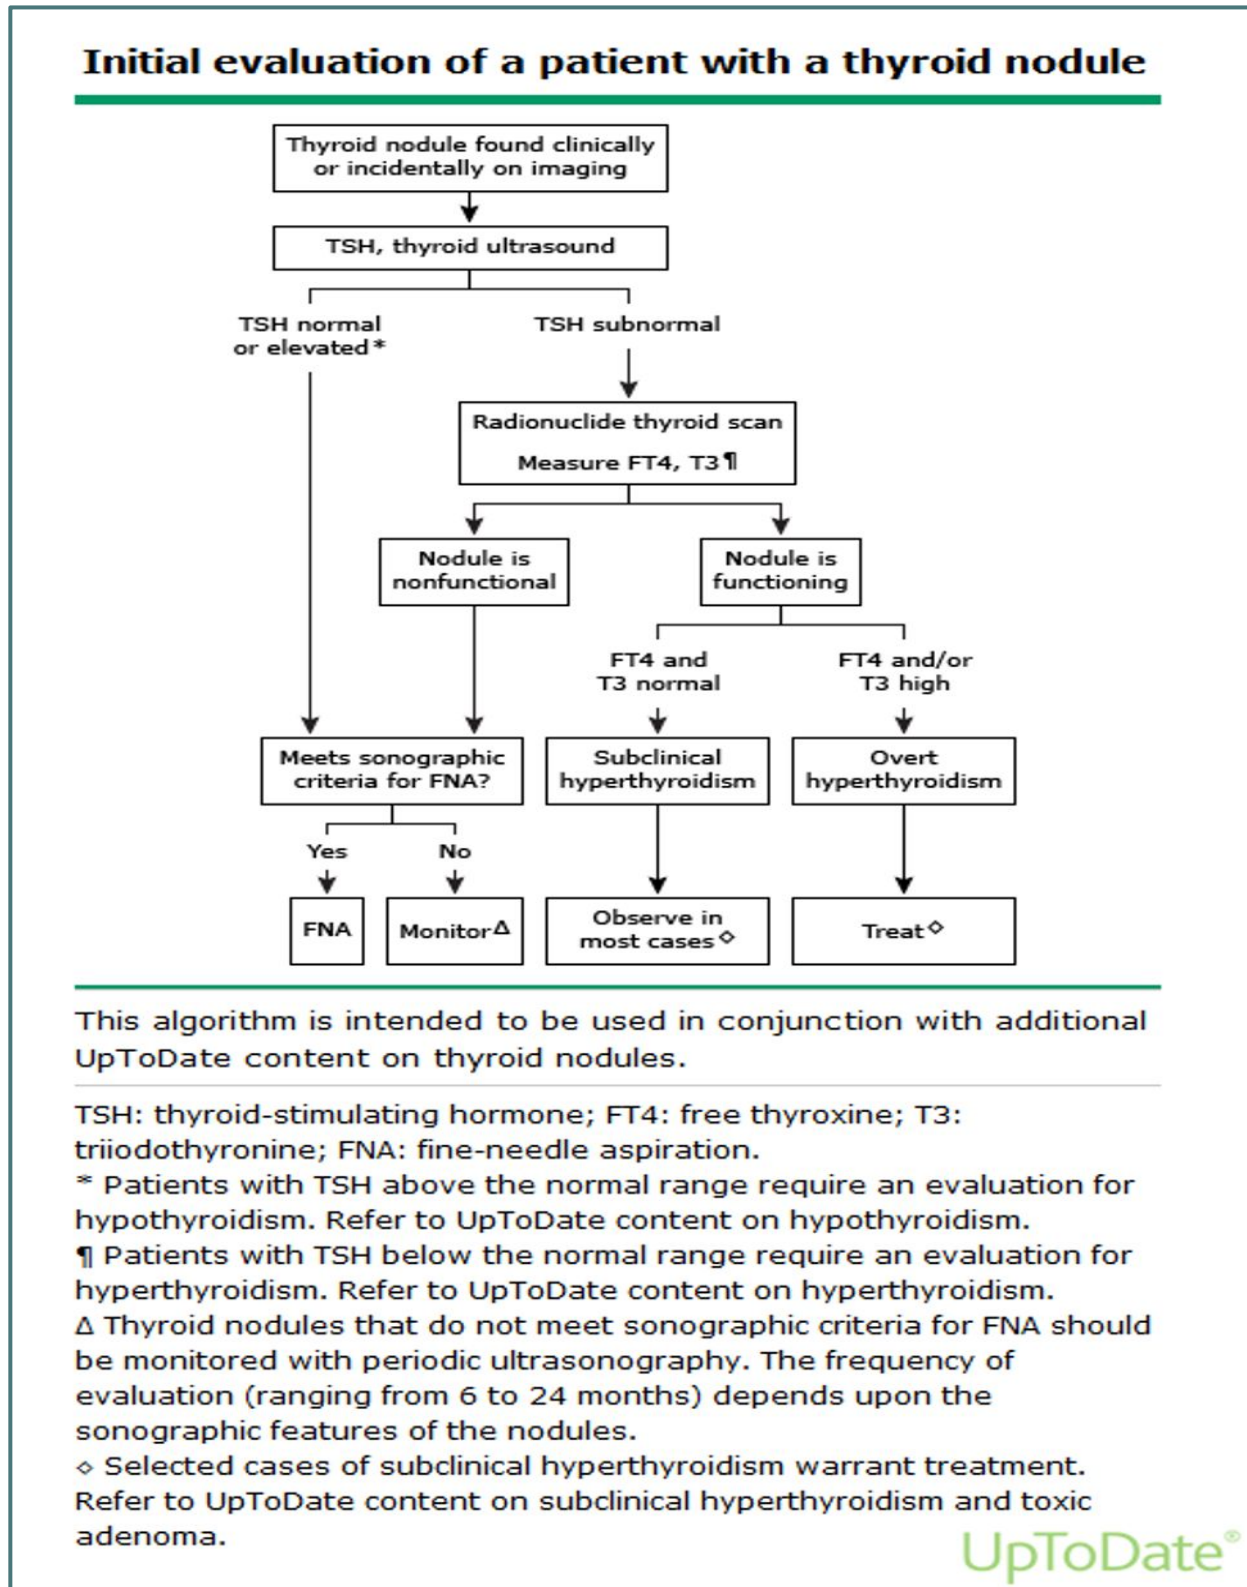 Initial evaluation of a patient with a thyroid nodule
Thyroid nodule found clinically
or incidentally on imaging
TSH, thyroid ultrasound
TSH normal
or elevated*
TSH subnormal
Radionuclide thyroid scan
Measure FT4, T3¶
Nodule is
nonfunctional
Nodule is
functioning
FT4 and
T3 normal
FT4 and/or
T3 high
Meets sonographic
criteria for FNA?
Subclinical
hyperthyroidism
Overt
hyperthyroidism
Yes
No
FNA
MonitorΔ
Observe in
most cases◇
Treat◇
This algorithm is intended to be used in conjunction with additional
UpToDate content on thyroid nodules.
TSH: thyroid-stimulating hormone; FT4: free thyroxine; T3:
triiodothyronine; FNA: fine-needle aspiration.
* Patients with TSH above the normal range require an evaluation for
hypothyroidism. Refer to UpToDate content on hypothyroidism.
¶ Patients with TSH below the normal range require an evaluation for
hyperthyroidism. Refer to UpToDate content on hyperthyroidism.
Δ Thyroid nodules that do not meet sonographic criteria for FNA should
be monitored with periodic ultrasonography. The frequency of
evaluation (ranging from 6 to 24 months) depends upon the
sonographic features of the nodules.
◇ Selected cases of subclinical hyperthyroidism warrant treatment.
Refer to UpToDate content on subclinical hyperthyroidism and toxic
adenoma.
UpToDate®